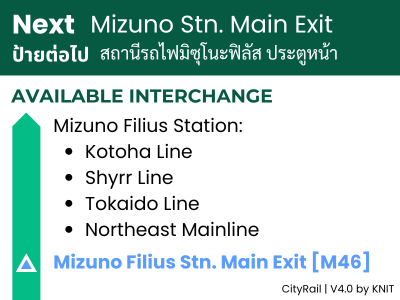 Next Mizuno Stn. Main Exit
ป้ายต่อไป สถานีรถไฟมิซุโนะฟิลัส ประตูหน้า
AVAILABLE INTERCHANGE
Mizuno Filius Station:
• Kotoha Line
• Shyrr Line
• Tokaido Line
• Northeast Mainline
Mizuno Filius Stn. Main Exit [M46]
CityRail | V4.0 by KNIT